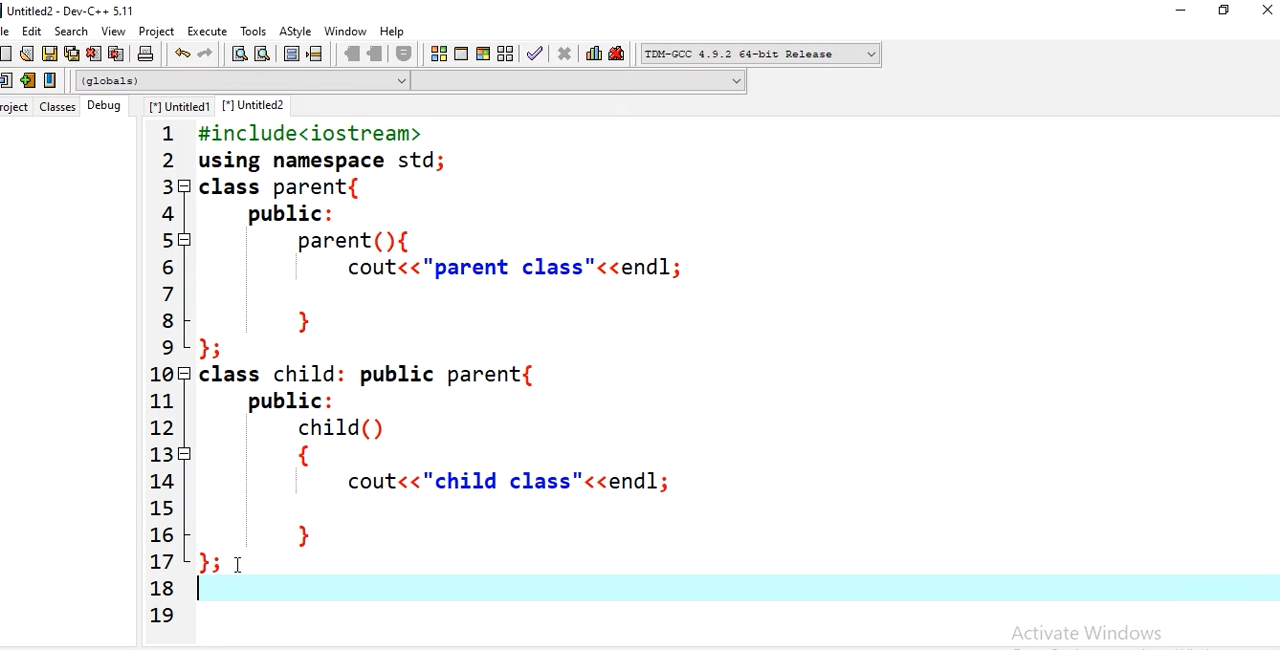 Untitled2 - Dev-C++ 5.11
le Edit Search View Project Execute Tools AStyle Window Help
TDM-GCC 4.9.2 64-bit Release
(globals)
roject Classes Debug [*] Untitled1 [*] Untitled2
1 #include<iostream>
2 using namespace std;
3 class parent{
4 public:
5 parent(){
6 cout<<"parent class"<<endl;
7
8 }
9 };
10 class child: public parent{
11 public:
12 child()
13 {
14 cout<<"child class"<<endl;
15
16 }
17 };
18
19
Activate Windows